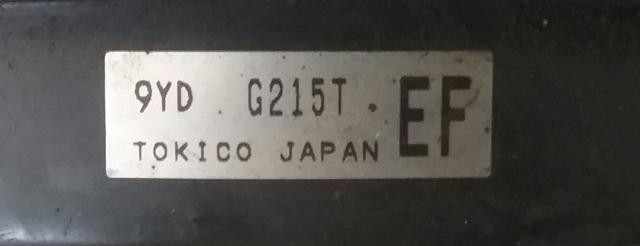 9YD . G215T . EF
TOKICO JAPAN